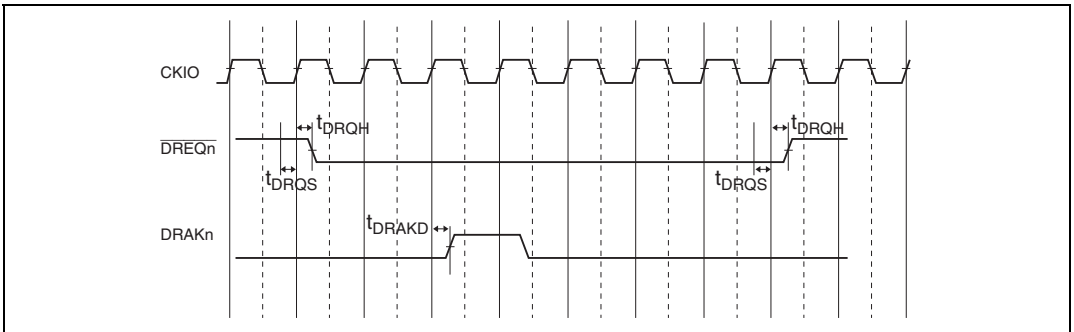 CKIO
tDRQH
tDRQH
DREQn
tDRQS
tDRQS
tDRAKD
DRAKn